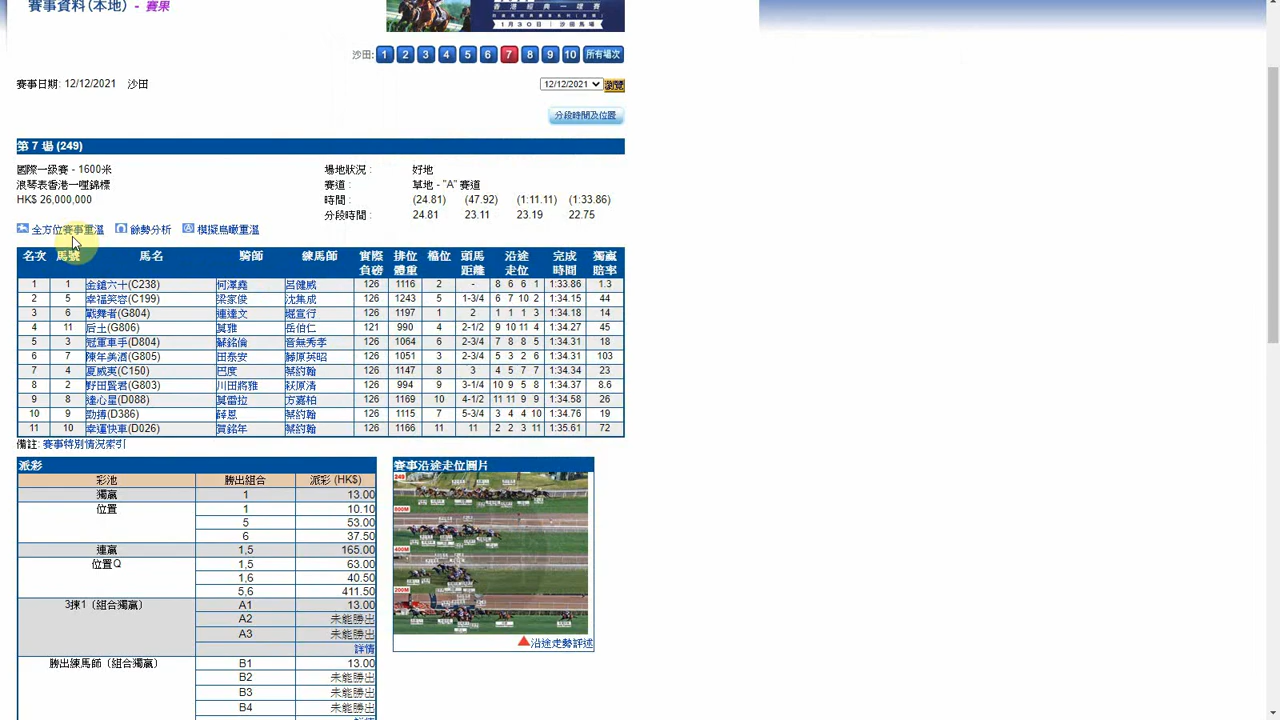 賽事資料(本地) - 賽果
香港經典一哩賽
1月30日 沙田馬場
沙田: 1 2 3 4 5 6 7 8 9 10 所有場次
賽事日期: 12/12/2021 沙田
12/12/2021 瀏覽
分段時間及位置
第 7 場 (249)
國際一級賽 - 1600米 場地狀況 : 好地
浪琴表香港一哩錦標 賽道 : 草地 - "A" 賽道
HK$ 26,000,000 時間 : (24.81) (47.92) (1:11.11) (1:33.86)
分段時間 : 24.81 23.11 23.19 22.75
全方位賽事重溫 餘勢分析 模擬鳥瞰重溫
名次 馬號 馬名 騎師 練馬師 實際負磅 排位體重 檔位 頭馬距離 沿途走位 完成時間 獨贏賠率
1 1 金鎗六十(C238) 何澤堯 呂健威 126 1116 2 - 8 6 6 1 1:33.86 1.3
2 5 幸福笑容(C199) 梁家俊 沈集成 126 1243 5 1-3/4 6 7 10 2 1:34.15 44
3 6 戰舞者(G804) 連達文 126 1197 1 2 1 1 1 3 1:34.18 14
4 11 后土(G806) 莫雅 岳伯仁 121 990 4 2-1/2 9 10 11 4 1:34.27 45
5 3 冠軍車手(D804) 蘇銘倫 音無秀孝 126 1064 6 2-3/4 7 8 8 5 1:34.31 18
6 7 陳年美酒(G805) 田泰安 藤原英昭 126 1051 3 2-3/4 5 3 2 6 1:34.31 103
7 4 夏威夷(C150) 巴度 蔡約翰 126 1147 8 3 4 5 7 7 1:34.34 23
8 2 野田賢君(G803) 川田將雅 萩原清 126 994 9 3-1/4 10 9 5 8 1:34.37 8.6
9 8 達心星(D088) 莫雷拉 方嘉柏 126 1169 10 4-1/2 11 11 9 9 1:34.58 26
10 9 勁搏(D386) 薛恩 蔡約翰 126 1115 7 5-3/4 3 4 4 10 1:34.76 19
11 10 幸運快車(D026) 賀銘年 蔡約翰 126 1166 11 11 2 2 3 11 1:35.61 72
備註: 賽事特別情況索引
派彩 賽事沿途走位圖片
彩池 勝出組合 派彩 (HK$)
獨贏 1 13.00
位置 1 10.10
5 53.00
6 37.50
連贏 1,5 165.00
位置Q 1,5 63.00
1,6 40.50
5,6 411.50
3揀1 (組合獨贏) A1 13.00
A2 未能勝出
A3 未能勝出
詳情
沿途走勢評述
勝出練馬師 (組合獨贏) B1 13.00
B2 未能勝出
B3 未能勝出
B4 未能勝出